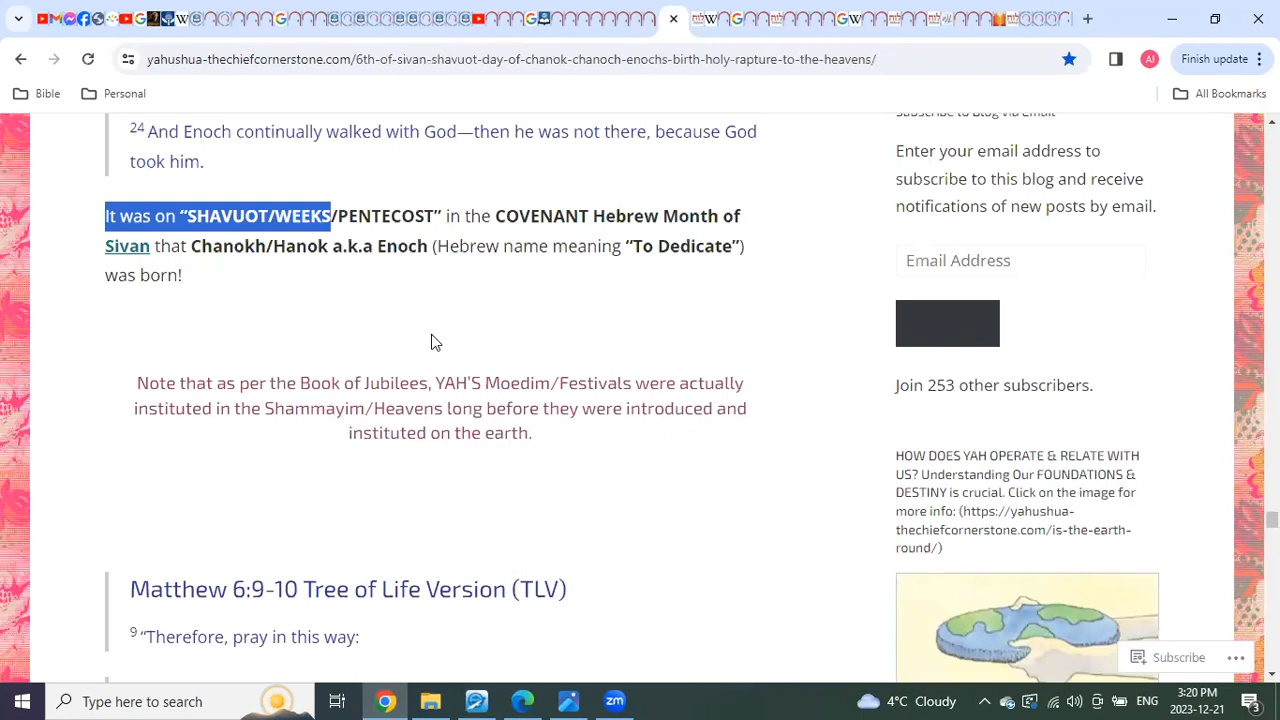 Finish update
yahushua-thechiefcornerstone.com/6th-of-sivan-shavuot-day-of-chanok-chanoch-enochs-birth-holy-rapture-to-the-heavens/
Bible
Personal
All Bookmarks
24 And Enoch continually walked with God—then he was not there, because God
took him.
It was on “SHAVUOT/WEEKS/PENTECOST” in the COVENANT Hebrew Month of
Sivan that Chanokh/Hanok a.k.a Enoch (Hebrew name meaning “To Dedicate”)
was born!
Note that as per the Book of Jubilees, YAH'S Moedim/Festivals were actually
instituted in the Shammayim/Heavens long before they were introduced and
instituted on the earth.
Matthew 6:9-10 Tree of Life Version (TLV)
9 “Therefore, pray in this way:
Subscribe to Blog via Email
Enter your email address to
subscribe to this blog and receive
notifications of new posts by email.
Email Address
Join 253 other subscribers.
HOW DOES YAH OPERATE & RELATE WITH
US? Understanding Our FOUNDATIONS &
DESTINY is crucial. Click on the image for
more info: (https://yahushua-
thechiefcornerstone.com/is-the-earth-
round/)
Subscribe
Type here to search
4°C Cloudy
ENG
3:20 PM
2023-12-21